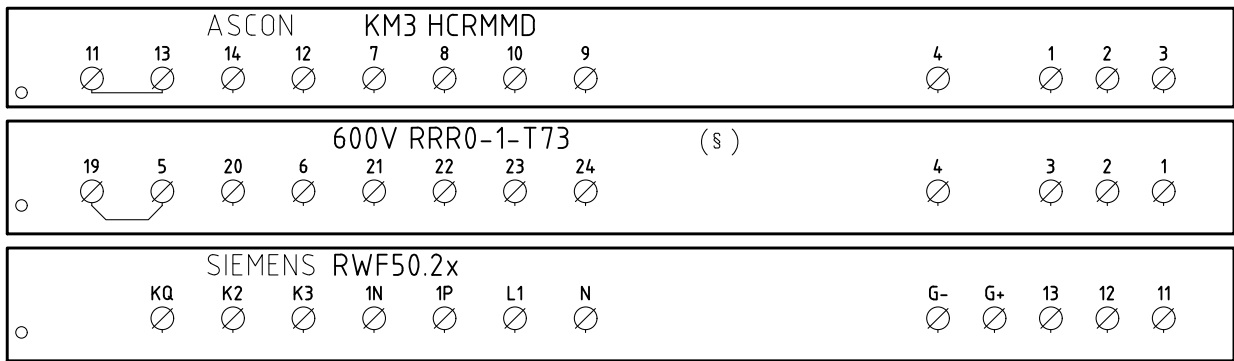 ASCON KM3 HCRMMD
11 13 14 12 7 8 10 9 4 1 2 3
600V RRR0-1-T73 (§)
19 5 20 6 21 22 23 24 4 3 2 1
SIEMENS RWF50.2x
KQ K2 K3 1N 1P L1 N G- G+ 13 12 11